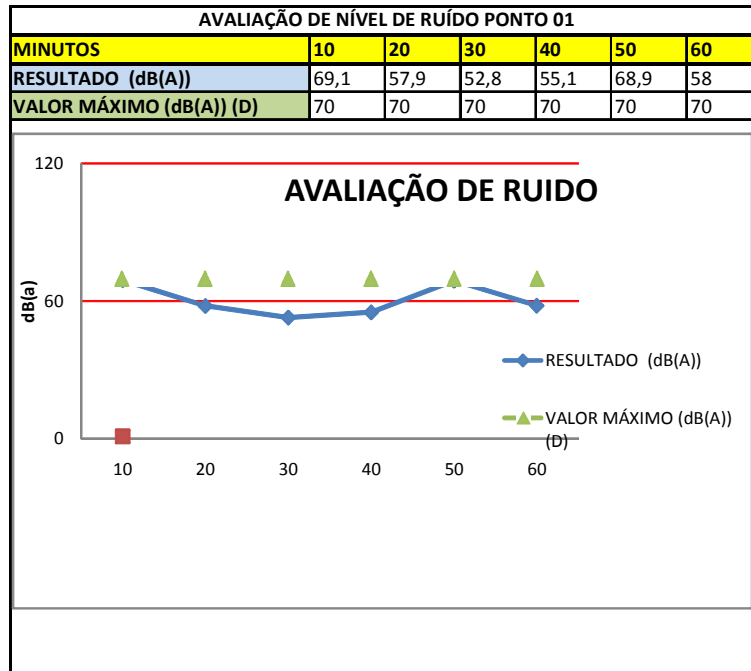 AVALIAÇÃO DE NÍVEL DE RUÍDO PONTO 01
MINUTOS 10 20 30 40 50 60
RESULTADO (dB(A)) 69,1 57,9 52,8 55,1 68,9 58
VALOR MÁXIMO (dB(A)) (D) 70 70 70 70 70 70
AVALIAÇÃO DE RUIDO
120
60
0
dB(a)
RESULTADO (dB(A))
VALOR MÁXIMO (dB(A))
(D)
10 20 30 40 50 60